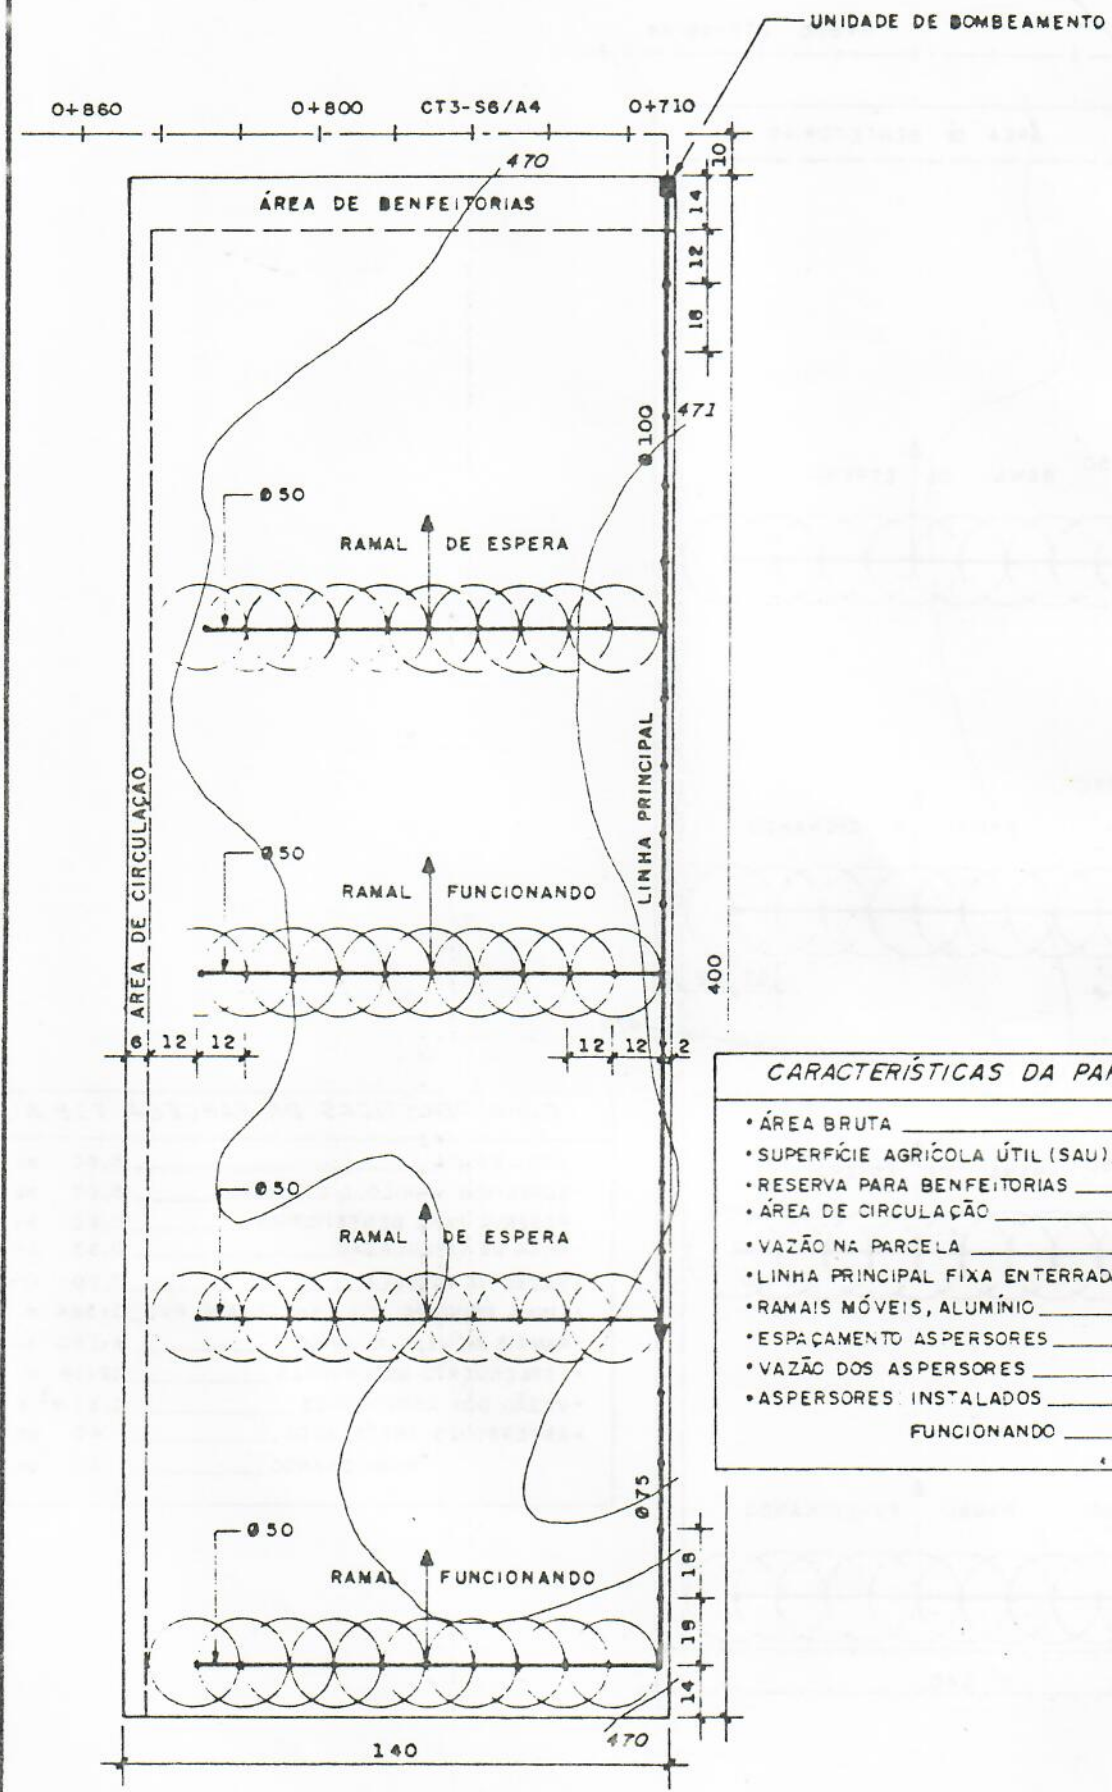 UNIDADE DE BOMBEAMENTO
0+860 0+800 CT3-S6/A4 0+710
10
470
ÁREA DE BENFEITORIAS
14
12
18
Ø100
471
Ø50
RAMAL DE ESPERA
LINHA PRINCIPAL
ÁREA DE CIRCULAÇÃO
Ø50
RAMAL FUNCIONANDO
400
6 12 12 12 12 2
CARACTERÍSTICAS DA
• ÁREA BRUTA
• SUPERFÍCIE AGRÍCOLA ÚTIL (SAU)
• RESERVA PARA BENFEITORIAS
• ÁREA DE CIRCULAÇÃO
• VAZÃO NA PARCELA
• LINHA PRINCIPAL FIXA ENTERRADA
• RAMAIS MÓVEIS, ALUMÍNIO
• ESPAÇAMENTO ASPERSORES
• VAZÃO DOS ASPERSORES
• ASPERSORES INSTALADOS
FUNCIONANDO
Ø50
RAMAL DE ESPERA
Ø75
Ø50
RAMAL FUNCIONANDO
18
18
14
470
140